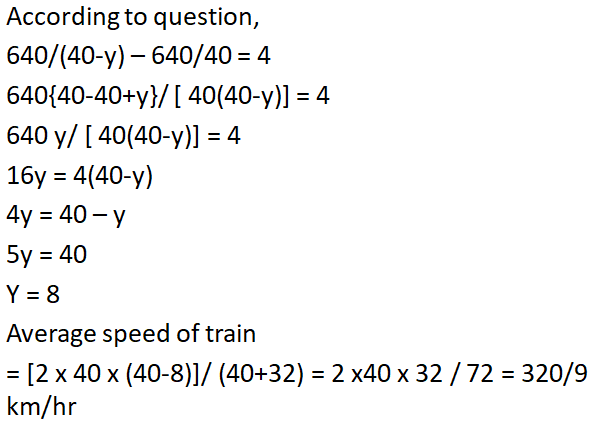 According to question,
640/(40-y) – 640/40 = 4
640{40-40+y}/ [ 40(40-y)] = 4
640 y/ [ 40(40-y)] = 4
16y = 4(40-y)
4y = 40 – y
5y = 40
Y = 8
Average speed of train
= [2 x 40 x (40-8)]/ (40+32) = 2 x40 x 32 / 72 = 320/9
km/hr